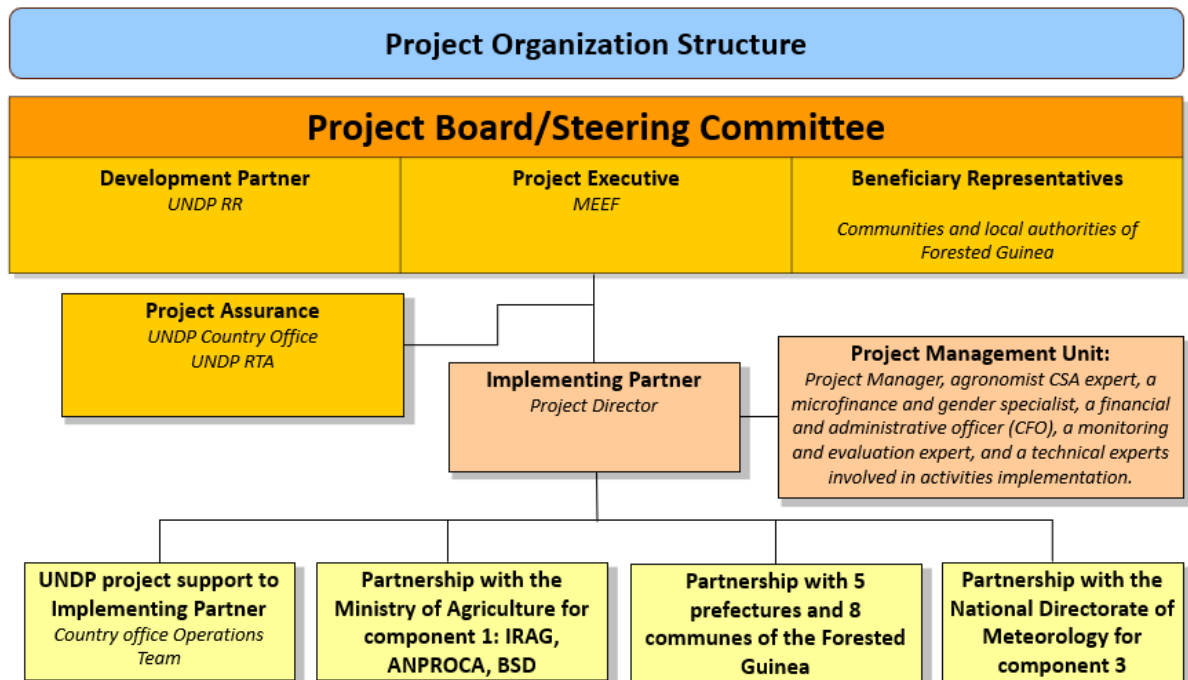 Project Organization Structure
Project Board/Steering Committee
Development Partner
UNDP RR
Project Executive
MEEF
Beneficiary Representatives
Communities and local authorities of
Forested Guinea
Project Assurance
UNDP Country Office
UNDP RTA
Implementing Partner
Project Director
Project Management Unit:
Project Manager, agronomist CSA expert, a
microfinance and gender specialist, a financial
and administrative officer (CFO), a monitoring
and evaluation expert, and a technical experts
involved in activities implementation.
UNDP project support to
Implementing Partner
Country office Operations
Team
Partnership with the
Ministry of Agriculture for
component 1: IRAG,
ANPROCA, BSD
Partnership with 5
prefectures and 8
communes of the Forested
Guinea
Partnership with the
National Directorate of
Meteorology for
component 3